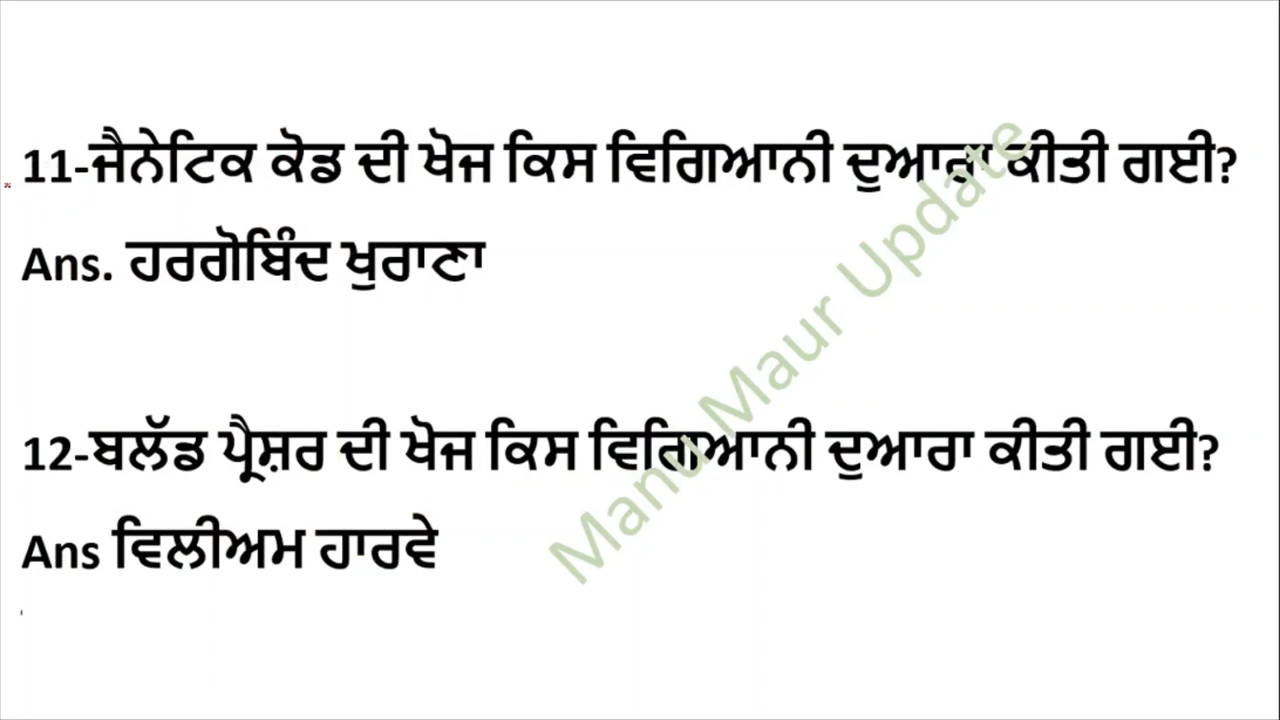 11-ਜੈਨੇਟਿਕ ਕੋਡ ਦੀ ਖੋਜ ਕਿਸ ਵਿਗਿਆਨੀ ਦੁਆਰਾ ਕੀਤੀ ਗਈ?
Ans. ਹਰਗੋਬਿੰਦ ਖੁਰਾਣਾ
12-ਬਲੱਡ ਪ੍ਰੈਸ਼ਰ ਦੀ ਖੋਜ ਕਿਸ ਵਿਗਿਆਨੀ ਦੁਆਰਾ ਕੀਤੀ ਗਈ?
Ans ਵਿਲੀਅਮ ਹਾਰਵੇ
Manu Maur Update